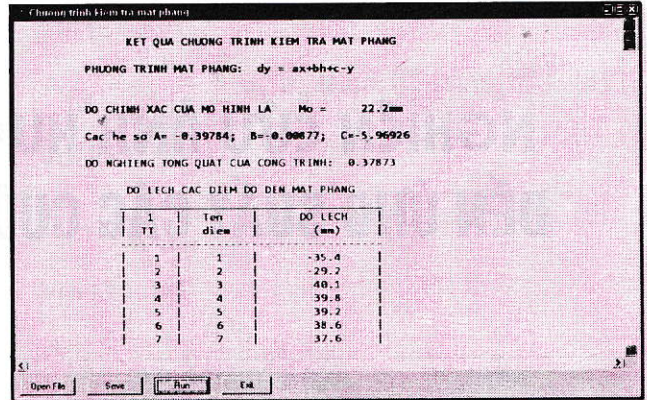 Chuong trinh kiem tra mat phang
KET QUA CHUONG TRINH KIEM TRA MAT PHANG
PHUONG TRINH MAT PHANG: dy = ax+bh+c-y
DO CHINH XAC CUA MO HINH LA Mo = 22.2mm
Cac he so A= -0.39784; B=-0.00877; C=-5.96926
DO NGHIENG TONG QUAT CUA CONG TRINH: 0.37873
DO LECH CAC DIEM DO DEN MAT PHANG
| 1 | Ten | DO LECH |
| TT | diem | (mm) |
| 1 | 1 | -35.4 |
| 2 | 2 | -29.2 |
| 3 | 3 | 40.1 |
| 4 | 4 | 39.8 |
| 5 | 5 | 39.2 |
| 6 | 6 | 38.6 |
| 7 | 7 | 37.6 |
Open File Save Run Exit